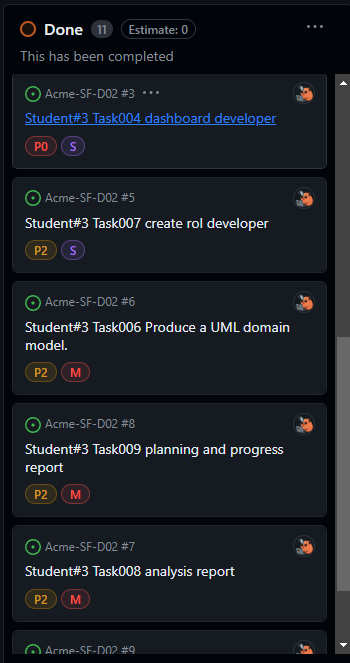 Done 11 Estimate: 0 ...
This has been completed
Acme-SF-D02 #3 ...
Student#3 Task004 dashboard developer
P0 S
Acme-SF-D02 #5
Student#3 Task007 create rol developer
P2 S
Acme-SF-D02 #6
Student#3 Task006 Produce a UML domain
model.
P2 M
Acme-SF-D02 #8
Student#3 Task009 planning and progress
report
P2 M
Acme-SF-D02 #7
Student#3 Task008 analysis report
P2 M
Acme-SF-D02 #9